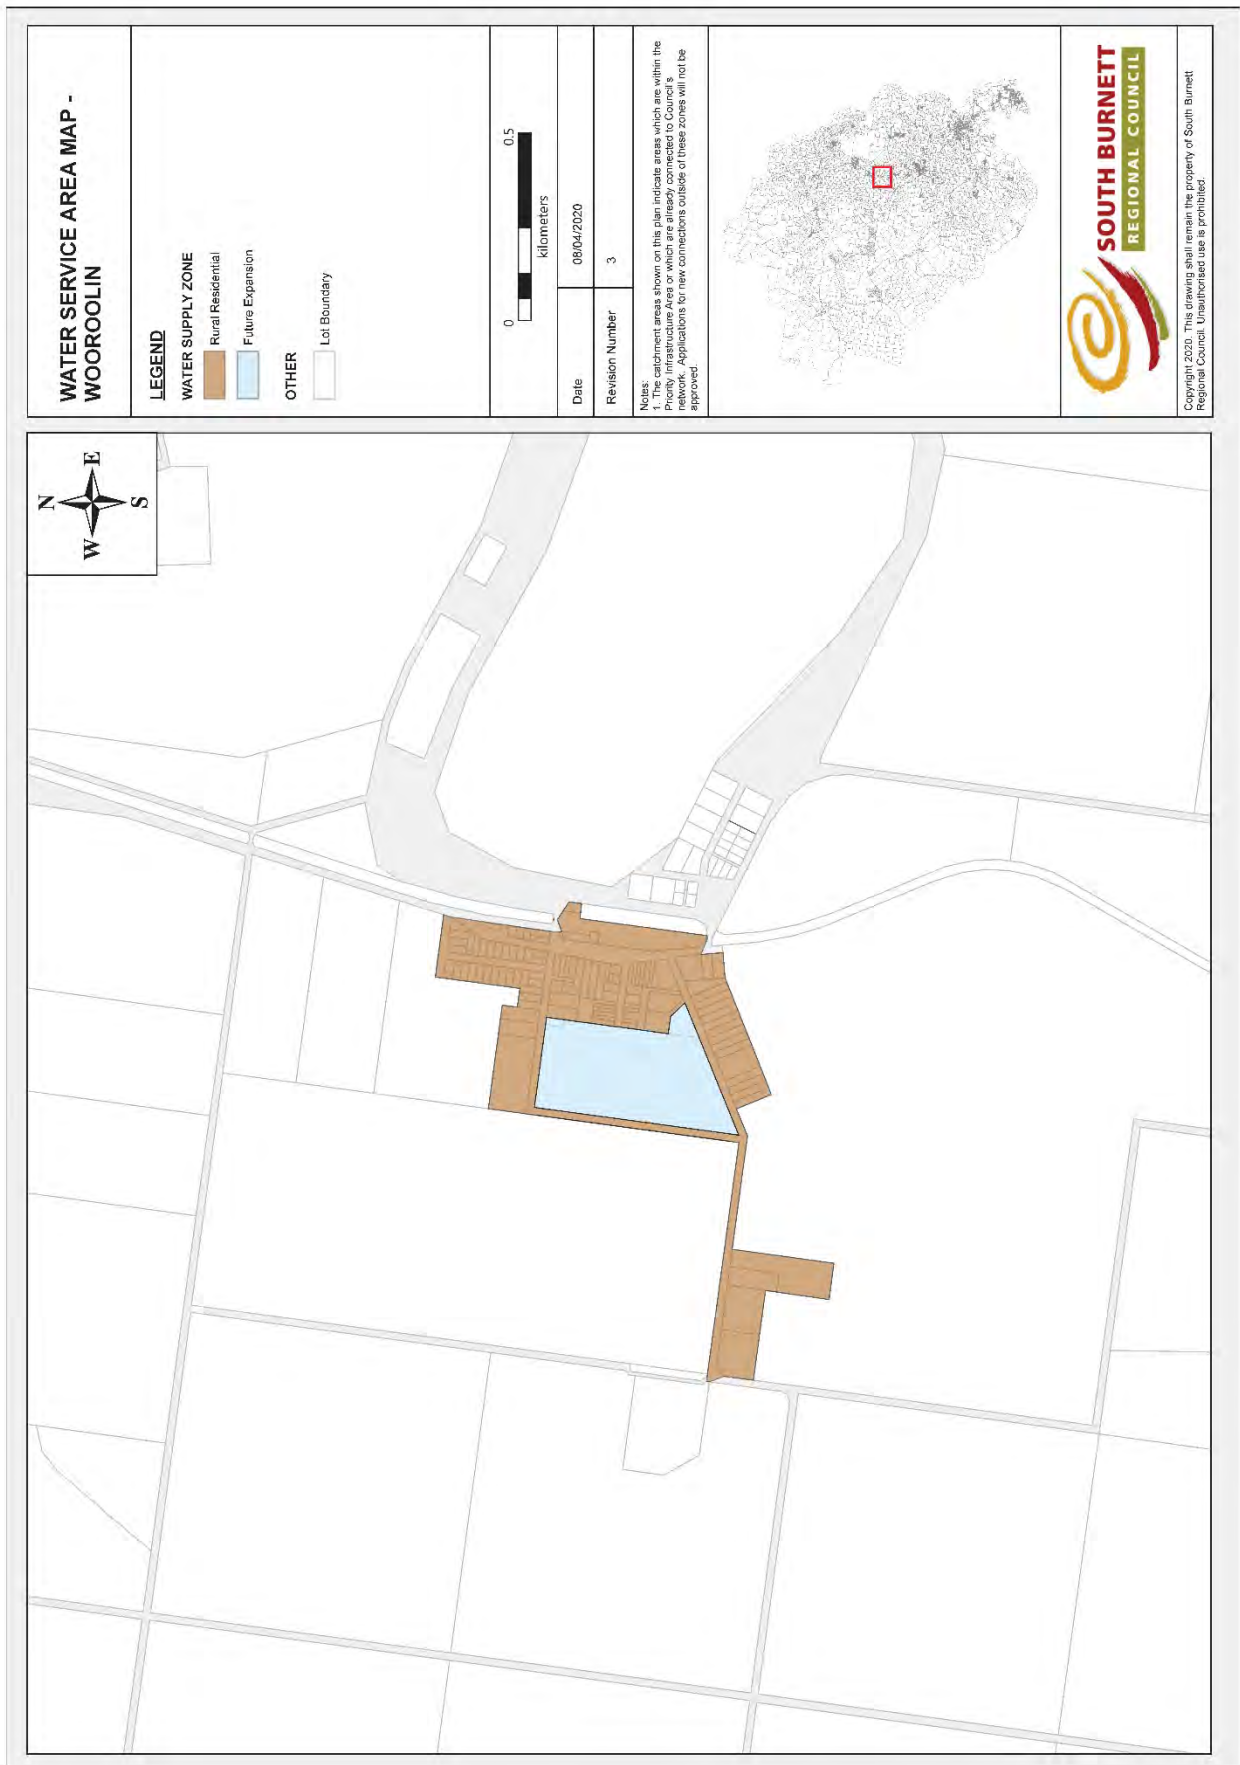 WATER SERVICE AREA MAP -
WOOROOLIN
LEGEND
WATER SUPPLY ZONE
Rural Residential
Future Expansion
OTHER
Lot Boundary
0
0.5
kilometers
Date
08/04/2020
Revision Number
3
Notes:
1. The catchment areas shown on this plan indicate areas which are within the
Priority Infrastructure Area or which are already connected to Council's
network. Applications for new connections outside of these zones will not be
approved.
SOUTH BURNETT
REGIONAL COUNCIL
Copyright 2020. This drawing shall remain the property of South Burnett
Regional Council. Unauthorised use is prohibited.
N
W
E
S